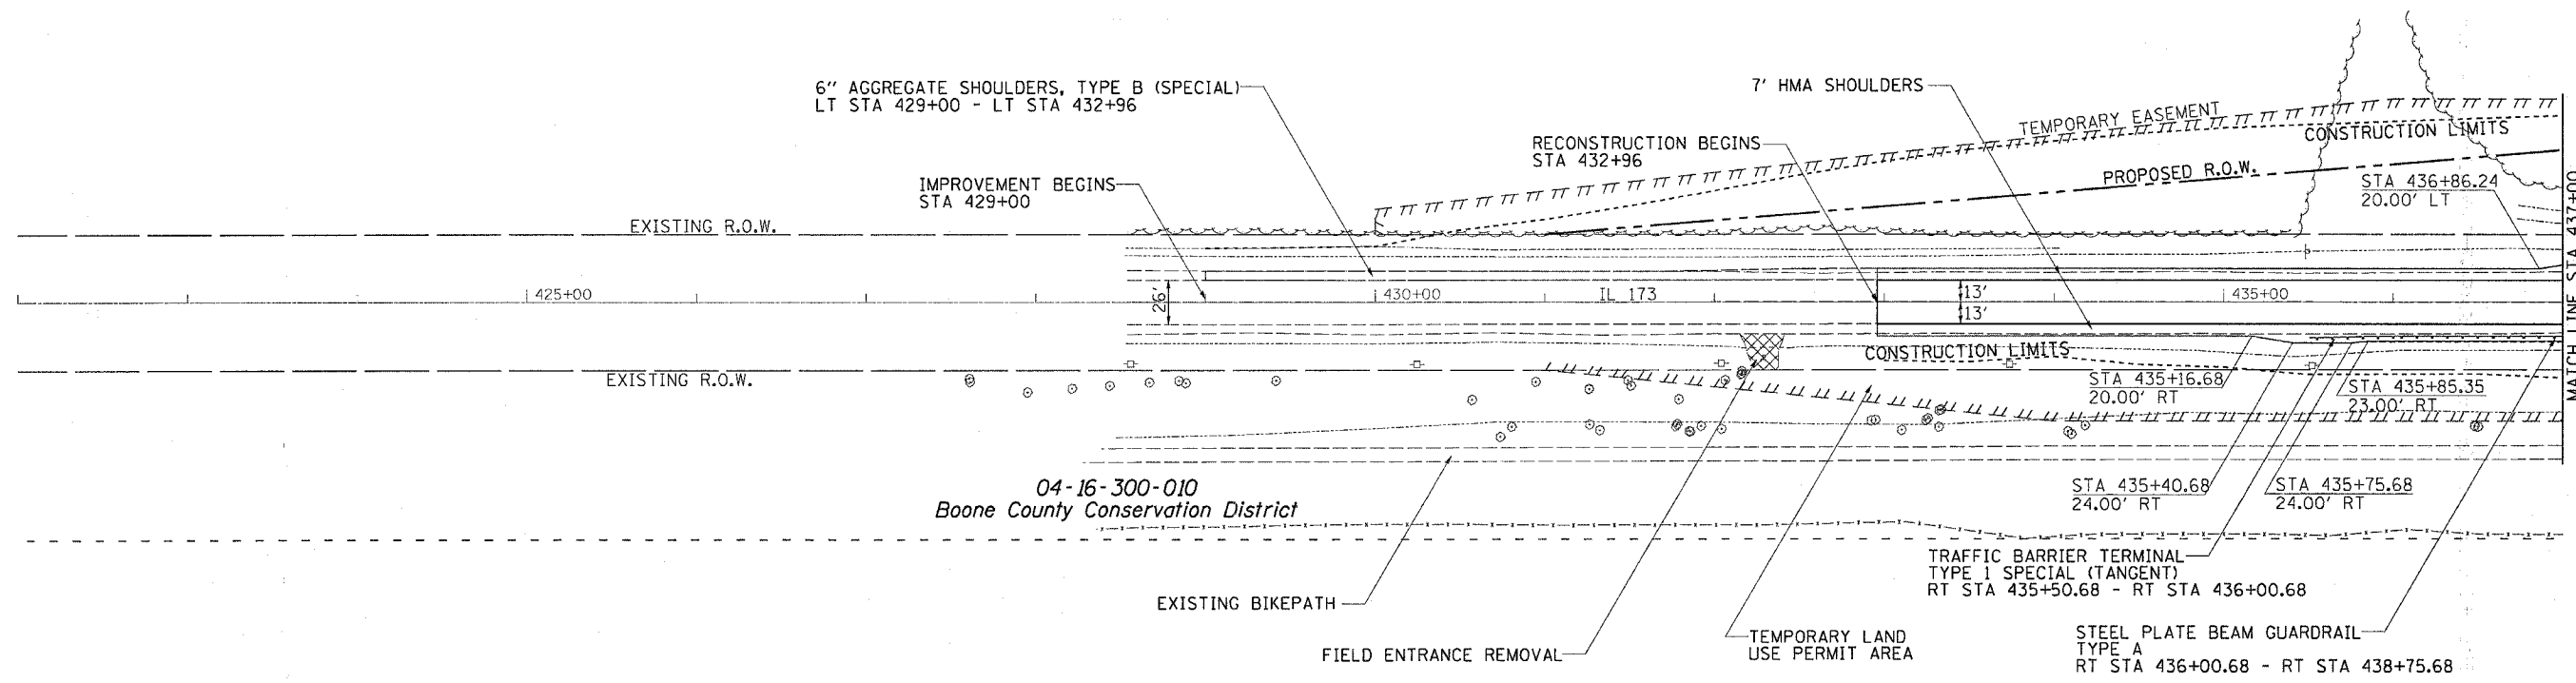 6" AGGREGATE SHOULDERS, TYPE B (SPECIAL)
LT STA 429+00 - LT STA 432+96
7' HMA SHOULDERS
TEMPORARY EASEMENT
CONSTRUCTION LIMITS
RECONSTRUCTION BEGINS
STA 432+96
PROPOSED R.O.W.
IMPROVEMENT BEGINS
STA 429+00
STA 436+86.24
20.00' LT
EXISTING R.O.W.
MATCH LINE STA 437+00
425+00
26'
430+00
IL 173
13'
13'
435+00
CONSTRUCTION LIMITS
EXISTING R.O.W.
STA 435+16.68
20.00' RT
STA 435+85.35
23.00' RT
STA 435+40.68
24.00' RT
STA 435+75.68
24.00' RT
04-16-300-010
Boone County Conservation District
TRAFFIC BARRIER TERMINAL
TYPE 1 SPECIAL (TANGENT)
RT STA 435+50.68 - RT STA 436+00.68
EXISTING BIKEPATH
FIELD ENTRANCE REMOVAL
TEMPORARY LAND
USE PERMIT AREA
STEEL PLATE BEAM GUARDRAIL
TYPE A
RT STA 436+00.68 - RT STA 438+75.68